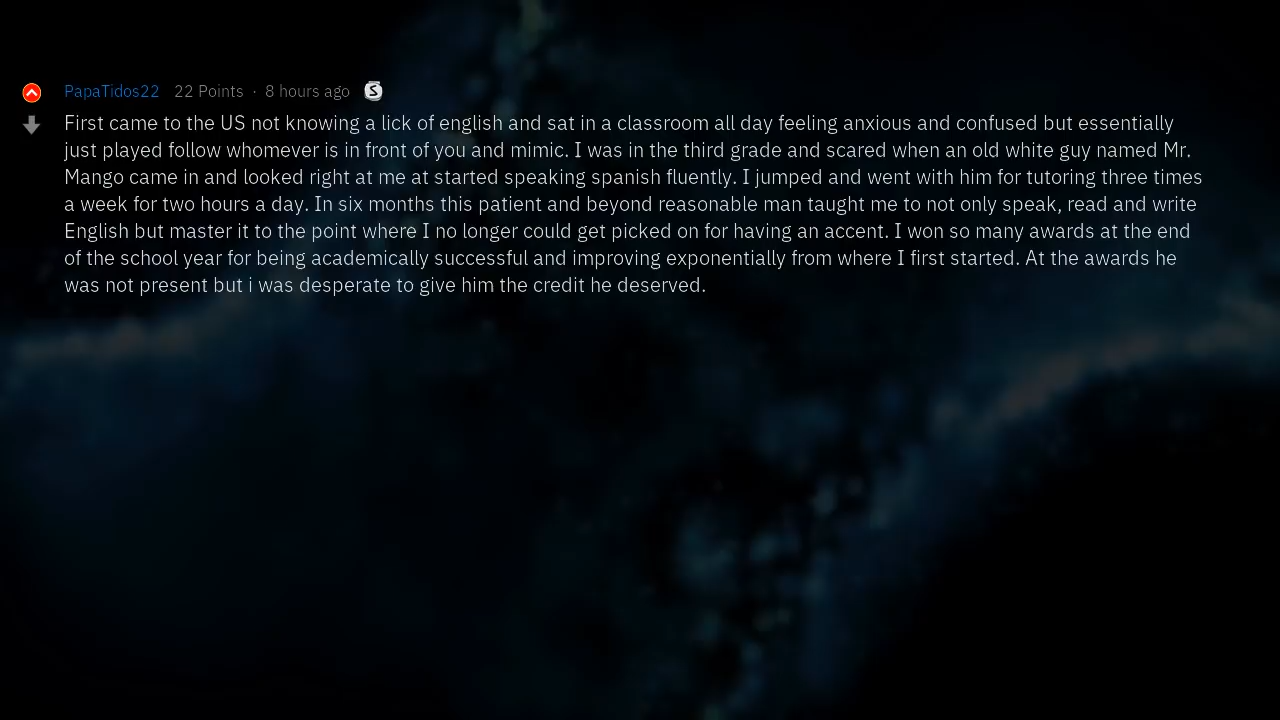 PapaTidos22 22 Points · 8 hours ago
First came to the US not knowing a lick of english and sat in a classroom all day feeling anxious and confused but essentially
just played follow whomever is in front of you and mimic. I was in the third grade and scared when an old white guy named Mr.
Mango came in and looked right at me at started speaking spanish fluently. I jumped and went with him for tutoring three times
a week for two hours a day. In six months this patient and beyond reasonable man taught me to not only speak, read and write
English but master it to the point where I no longer could get picked on for having an accent. I won so many awards at the end
of the school year for being academically successful and improving exponentially from where I first started. At the awards he
was not present but i was desperate to give him the credit he deserved.